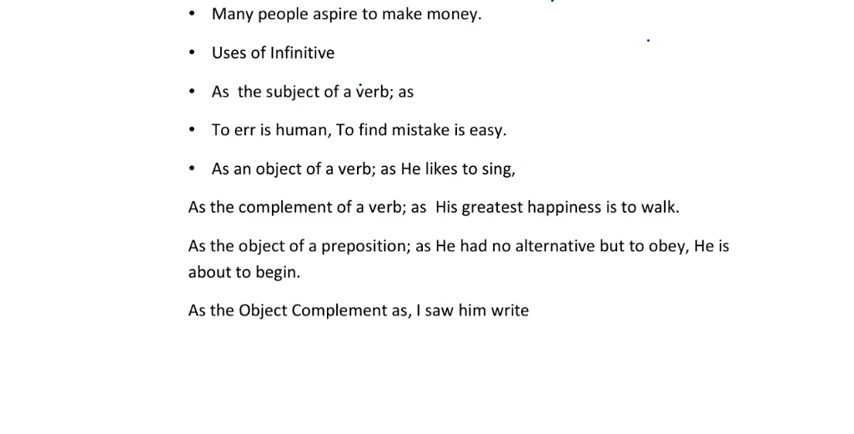 • Many people aspire to make money.
• Uses of Infinitive
• As  the subject of a verb; as
• To err is human, To find mistake is easy.
• As an object of a verb; as He likes to sing,
As the complement of a verb; as  His greatest happiness is to walk.
As the object of a preposition; as He had no alternative but to obey, He is
about to begin.
As the Object Complement as, I saw him write